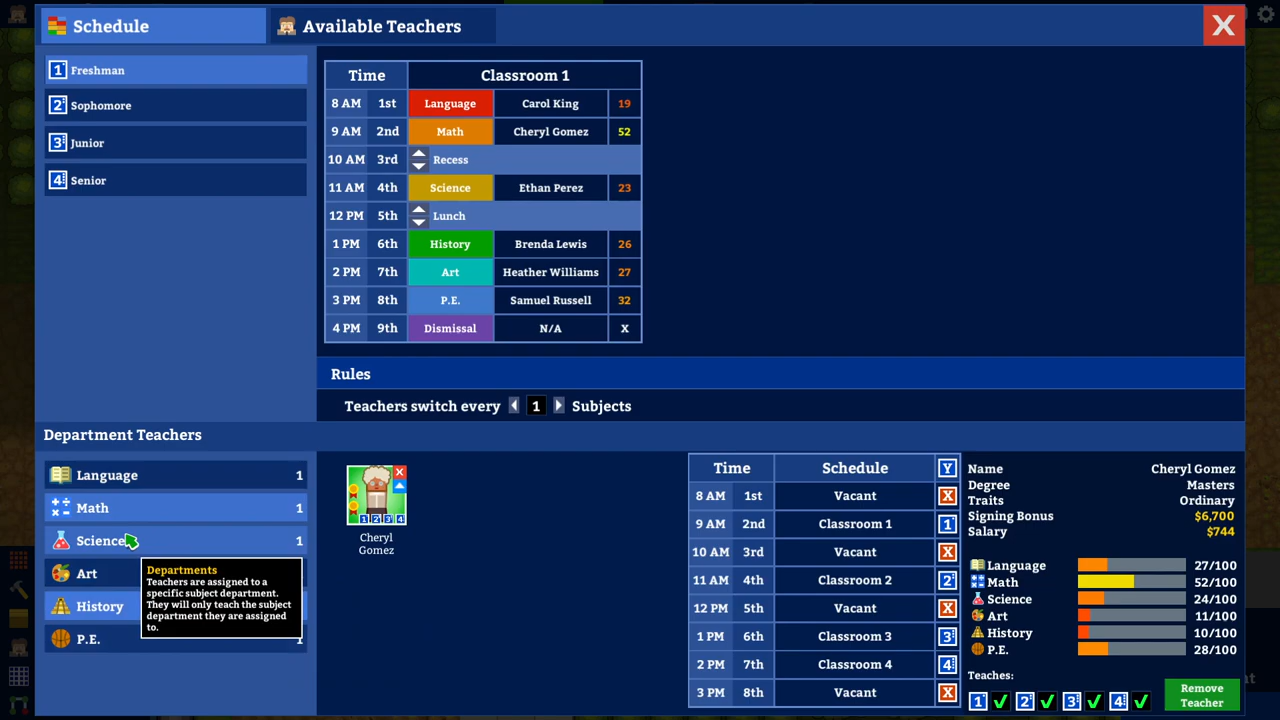 Schedule
Available Teachers
X
1 Freshman
2 Sophomore
3 Junior
4 Senior
Time Classroom 1
8 AM 1st Language Carol King 19
9 AM 2nd Math Cheryl Gomez 52
10 AM 3rd Recess
11 AM 4th Science Ethan Perez 23
12 PM 5th Lunch
1 PM 6th History Brenda Lewis 26
2 PM 7th Art Heather Williams 27
3 PM 8th P.E. Samuel Russell 32
4 PM 9th Dismissal N/A X
Rules
Teachers switch every 1 Subjects
Department Teachers
Language 1
Math 1
Science 1
Art
History
P.E. 1
Departments
Teachers are assigned to a
specific subject department.
They will only teach the subject
department they are assigned
to.
1 2 3 4
Cheryl
Gomez
Time Schedule Y
8 AM 1st Vacant X
9 AM 2nd Classroom 1 1
10 AM 3rd Vacant X
11 AM 4th Classroom 2 2
12 PM 5th Vacant X
1 PM 6th Classroom 3 3
2 PM 7th Classroom 4 4
3 PM 8th Vacant X
Name Cheryl Gomez
Degree Masters
Traits Ordinary
Signing Bonus $6,700
Salary $744
Language 27/100
Math 52/100
Science 24/100
Art 11/100
History 10/100
P.E. 28/100
Teaches:
1 2 3 4
Remove
Teacher